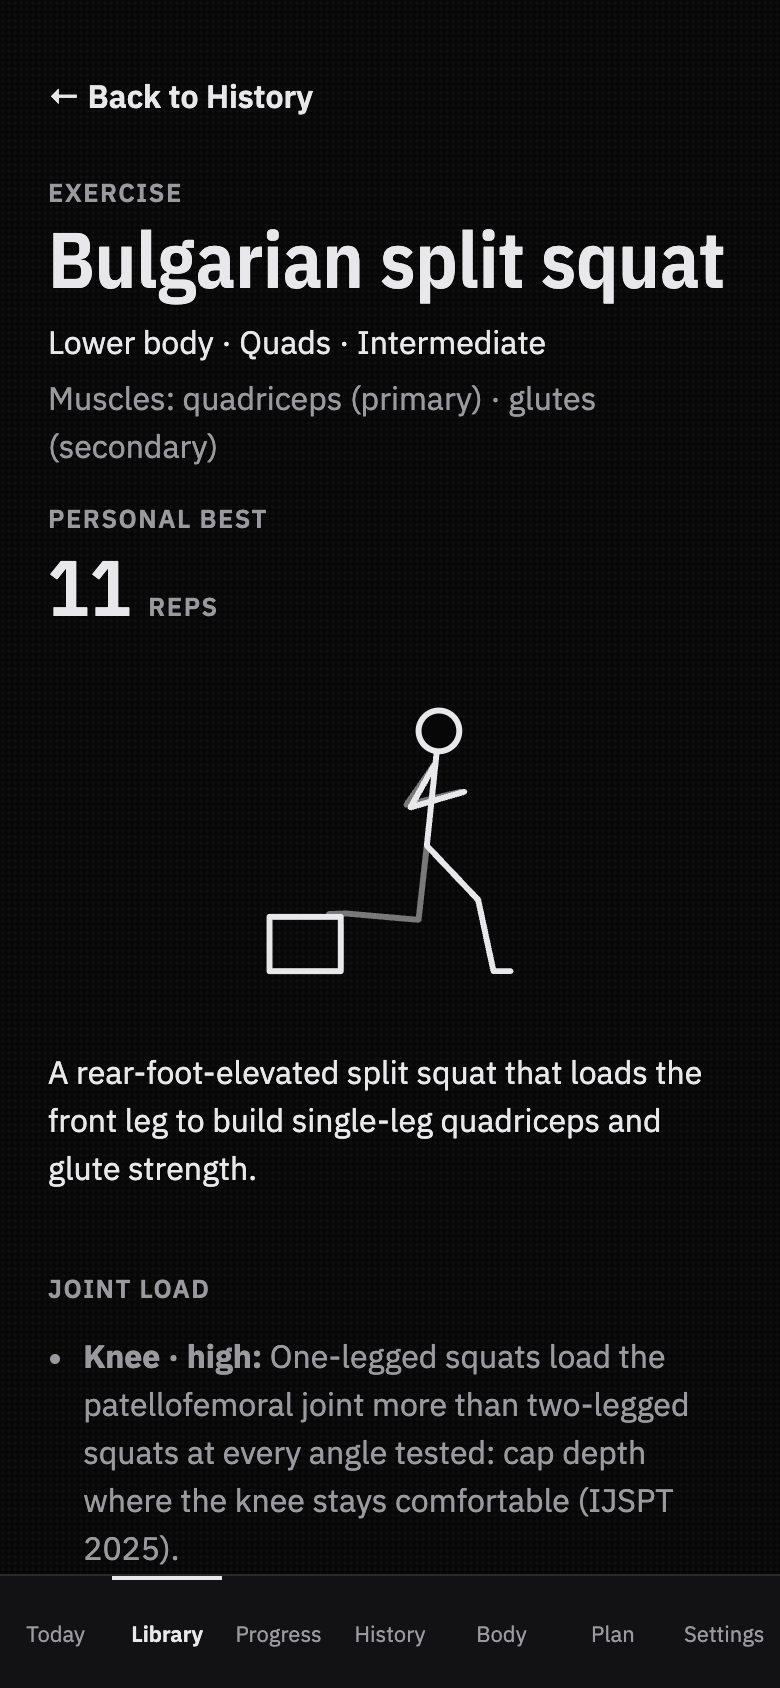 ← Back to History
EXERCISE
Bulgarian split squat
Lower body · Quads · Intermediate
Muscles: quadriceps (primary) · glutes
(secondary)
PERSONAL BEST
11 REPS
A rear-foot-elevated split squat that loads the
front leg to build single-leg quadriceps and
glute strength.
JOINT LOAD
• Knee · high: One-legged squats load the
patellofemoral joint more than two-legged
squats at every angle tested: cap depth
where the knee stays comfortable (IJSPT
2025).
Today Library Progress History Body Plan Settings